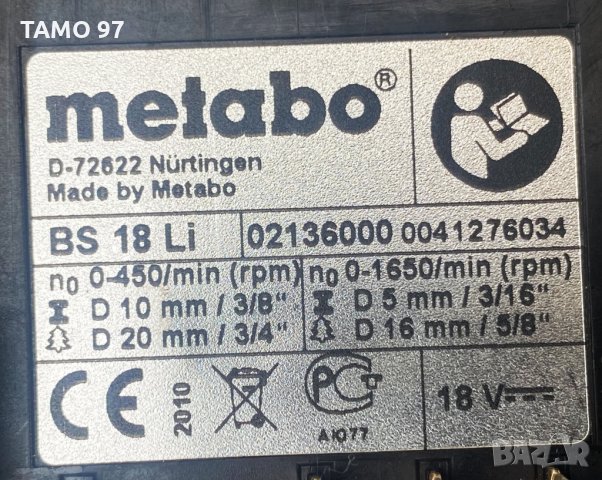 TAMO 97
metabo®
D-72622 Nürtingen
Made by Metabo
BS 18 Li 02136000 0041276034
n0 0-450/min (rpm) n0 0-1650/min (rpm)
D 10 mm / 3/8" D 5 mm / 3/16"
D 20 mm / 3/4" D 16 mm / 5/8"
CE 2010 PC 18 V
АЮ77
BAZAR